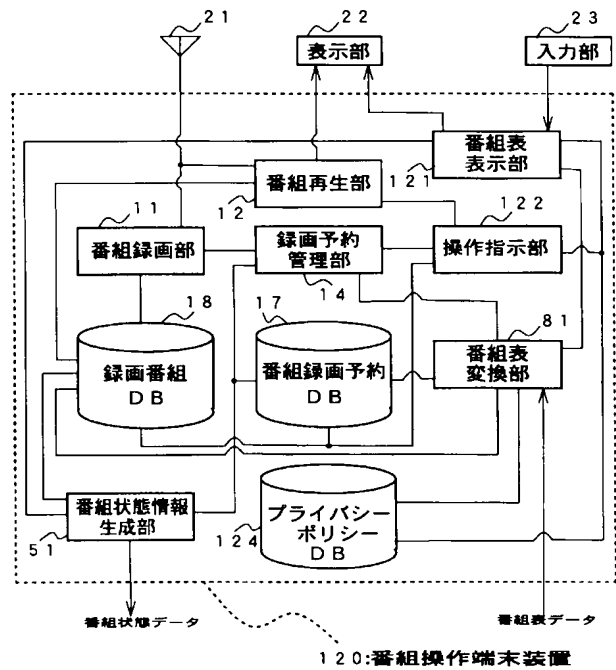 21
22
23
表示部
入力部
番組表
表示部
121
番組再生部
12
122
11
録画予約
管理部
操作指示部
番組録画部
14
18
17
81
番組表
変換部
録画番組
DB
番組録画予約
DB
番組状態情報
生成部
プライバシー
ポリシー
DB
124
51
番組状態データ
番組表データ
120:番組操作端末装置